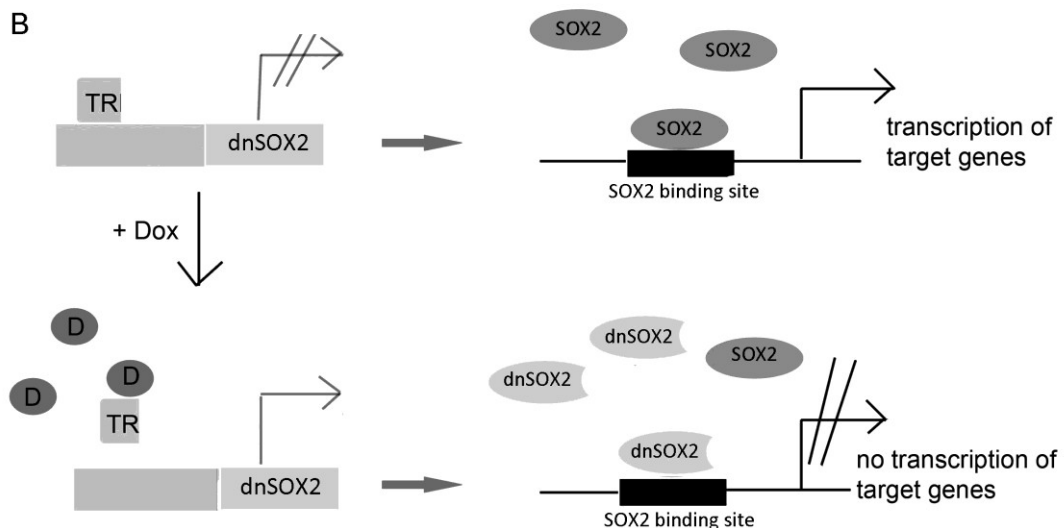 B
TR
dnSOX2
SOX2
SOX2
SOX2
SOX2 binding site
transcription of
target genes
+ Dox
D
D
D
TR
dnSOX2
dnSOX2
dnSOX2
SOX2
dnSOX2
SOX2 binding site
no transcription of
target genes